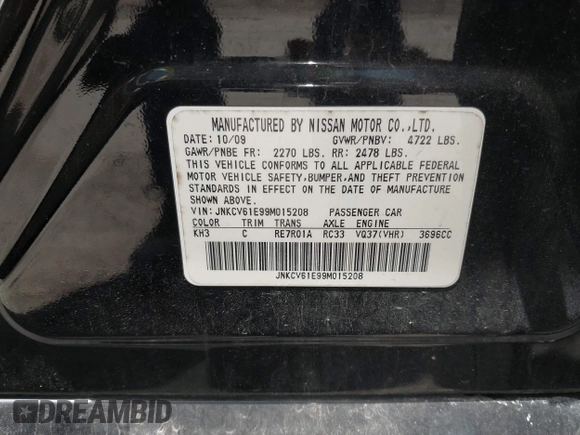 MANUFACTURED BY NISSAN MOTOR CO.,LTD.
DATE: 10/09 GVWR/PNBV: 4722 LBS.
GAWR/PNBE FR: 2270 LBS. RR: 2478 LBS.
THIS VEHICLE CONFORMS TO ALL APPLICABLE FEDERAL
MOTOR VEHICLE SAFETY,BUMPER,AND THEFT PREVENTION
STANDARDS IN EFFECT ON THE DATE OF MANUFACTURE
SHOWN ABOVE.
VIN: JNKCV61E99M015208 PASSENGER CAR
COLOR TRIM TRANS AXLE ENGINE
KH3 C RE7R01A RC33 VQ37(VHR) 3696CC
JNKCV61E99M015208
DREAMBID